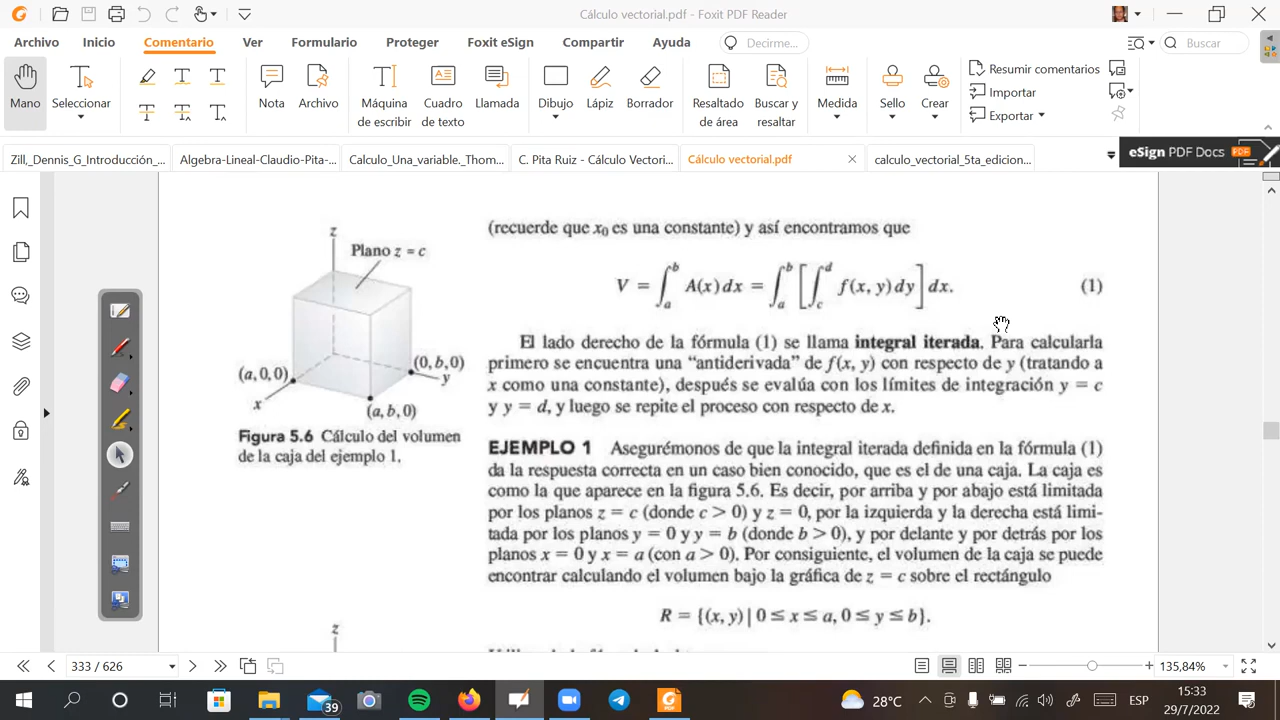 Cálculo vectorial.pdf - Foxit PDF Reader
Archivo Inicio Comentario Ver Formulario Proteger Foxit eSign Compartir Ayuda Decirme... Buscar
Mano
Seleccionar
Nota
Archivo
Máquina
de escribir
Cuadro
de texto
Llamada
Dibujo
Lápiz
Borrador
Resaltado
de área
Buscar y
resaltar
Medida
Sello
Crear
Resumir comentarios
Importar
Exportar
Zill,_Dennis_G_Introducción_...
Algebra-Lineal-Claudio-Pita-...
Calculo_Una_variable._Thom...
C. Pita Ruiz - Cálculo Vectori...
Cálculo vectorial.pdf
calculo_vectorial_5ta_edicion...
eSign PDF Docs PDF
z
Plano z = c
(a, 0, 0)
(0, b, 0)
y
x
(a, b, 0)
Figura 5.6 Cálculo del volumen
de la caja del ejemplo 1.
z
(recuerde que x₀ es una constante) y así encontramos que
V = ∫_a^b A(x) dx = ∫_a^b [∫_c^d f(x, y) dy] dx. (1)
El lado derecho de la fórmula (1) se llama integral iterada. Para calcularla
primero se encuentra una “antiderivada” de f(x, y) con respecto de y (tratando a
x como una constante), después se evalúa con los límites de integración y = c
y y = d, y luego se repite el proceso con respecto de x.
EJEMPLO 1 Asegurémonos de que la integral iterada definida en la fórmula (1)
da la respuesta correcta en un caso bien conocido, que es el de una caja. La caja es
como la que aparece en la figura 5.6. Es decir, por arriba y por abajo está limitada
por los planos z = c (donde c > 0) y z = 0, por la izquierda y la derecha está limi-
tada por los planos y = 0 y y = b (donde b > 0), y por delante y por detrás por los
planos x = 0 y x = a (con a > 0). Por consiguiente, el volumen de la caja se puede
encontrar calculando el volumen bajo la gráfica de z = c sobre el rectángulo
R = {(x, y) | 0 ≤ x ≤ a, 0 ≤ y ≤ b}.
333 / 626
135,84%
39
28°C
ESP
15:33
29/7/2022